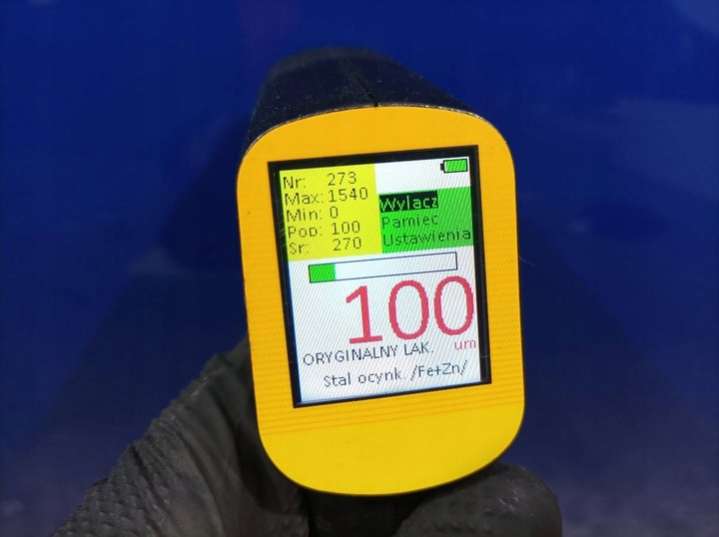 Nr: 273
Max: 1540
Min: 0
Pop: 100
Sr: 270
Wylacz
Pamiec
Ustawienia
100
um
ORYGINALNY LAK.
Stal ocynk. /Fe+Zn/